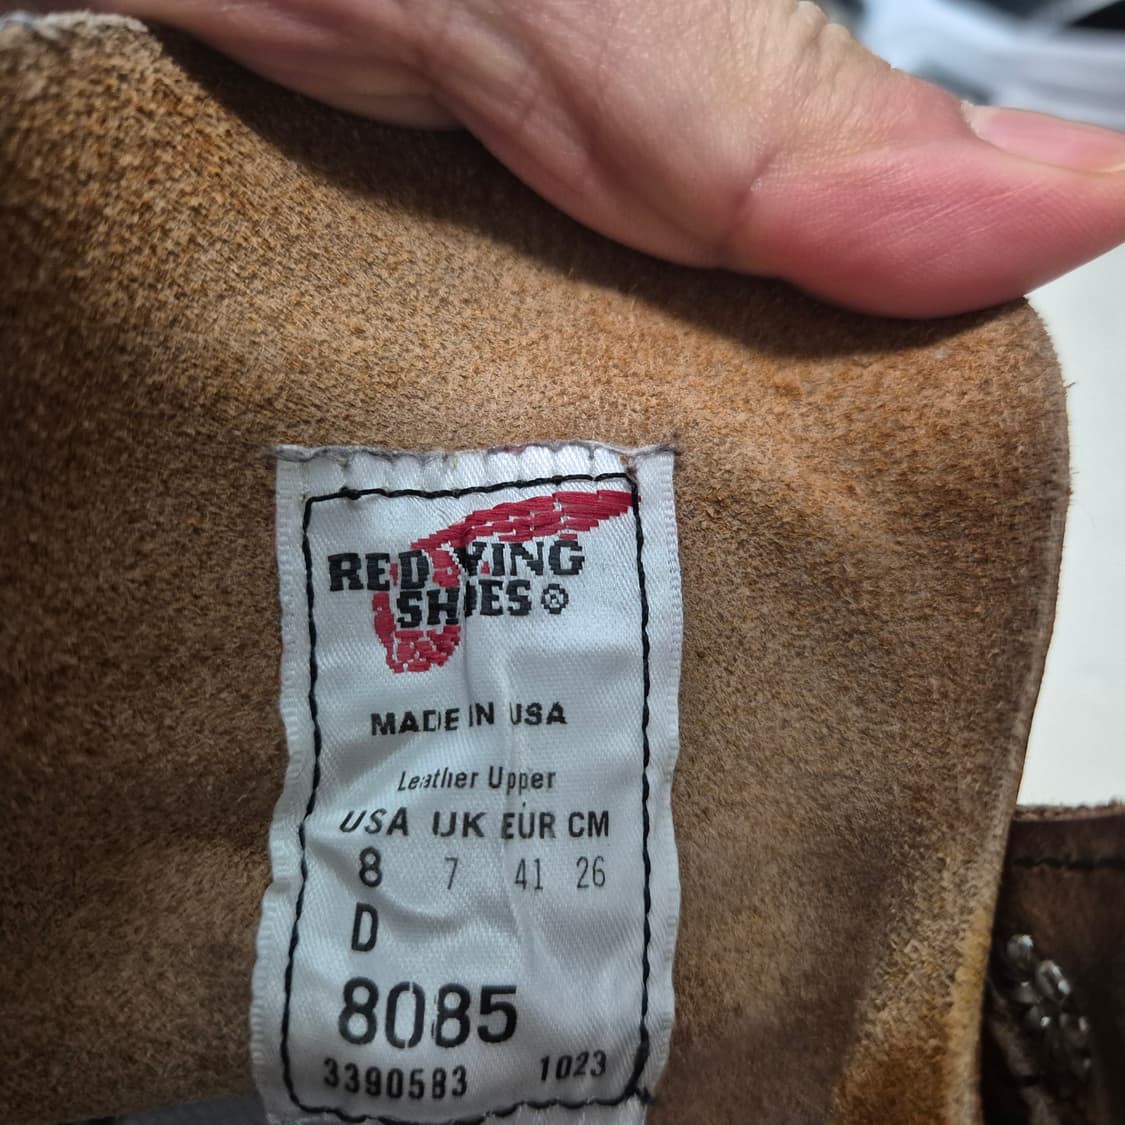 RED WING
SHOES ®
MADE IN USA
Leather Upper
USA UK EUR CM
8 7 41 26
D
8085
3390583 1023